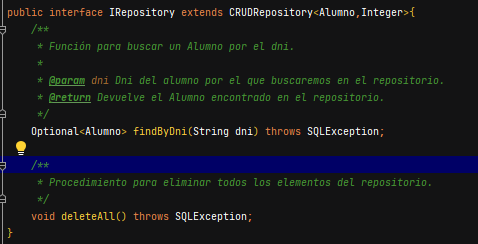 public interface IRepository extends CRUDRepository<Alumno,Integer>{
/**
* Función para buscar un Alumno por el dni.
*
* @param dni Dni del alumno por el que buscaremos en el repositorio.
* @return Devuelve el Alumno encontrado en el repositorio.
*/
Optional<Alumno> findByDni(String dni) throws SQLException;
/**
* Procedimiento para eliminar todos los elementos del repositorio.
*/
void deleteAll() throws SQLException;
}